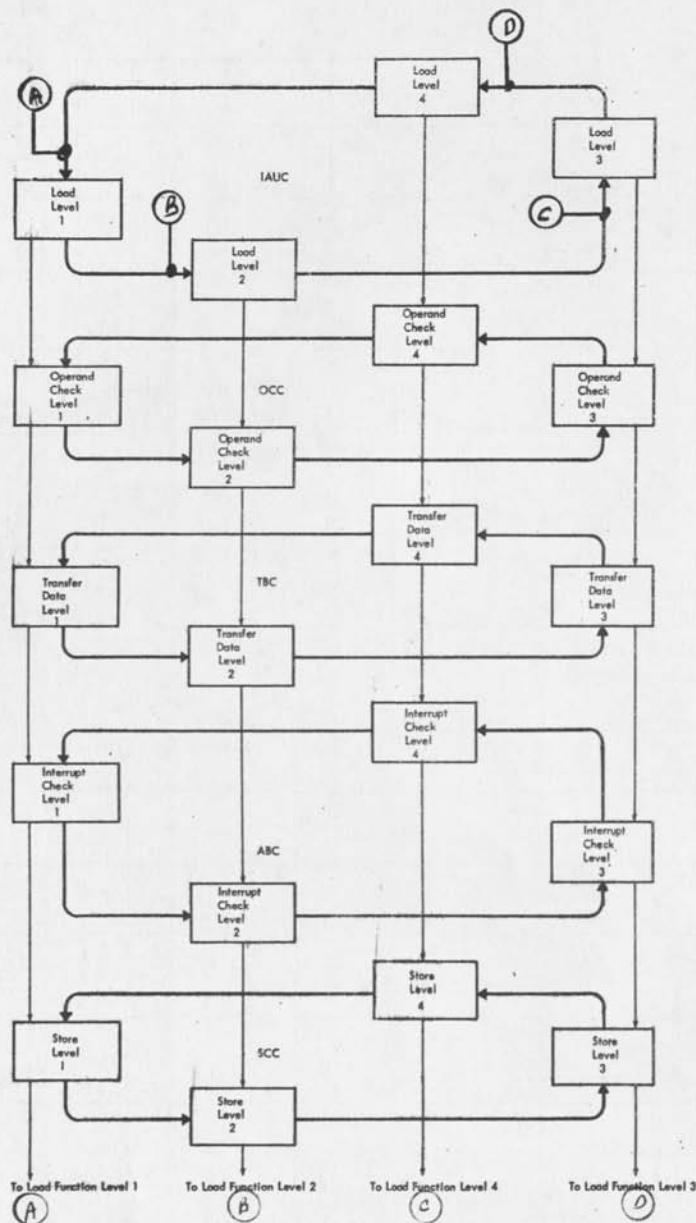 D
Load
Level
4
A
Load
Level
3
IAUC
Load
Level
1
B
C
Load
Level
2
Operand
Check
Level
4
Operand
Check
Level
1
OCC
Operand
Check
Level
3
Operand
Check
Level
2
Transfer
Data
Level
4
Transfer
Data
Level
1
TBC
Transfer
Data
Level
3
Transfer
Data
Level
2
Interrupt
Check
Level
4
Interrupt
Check
Level
1
ABC
Interrupt
Check
Level
3
Interrupt
Check
Level
2
Store
Level
4
Store
Level
1
SCC
Store
Level
3
Store
Level
2
To Load Function Level 1
To Load Function Level 2
To Load Function Level 4
To Load Function Level 3
A
B
C
D